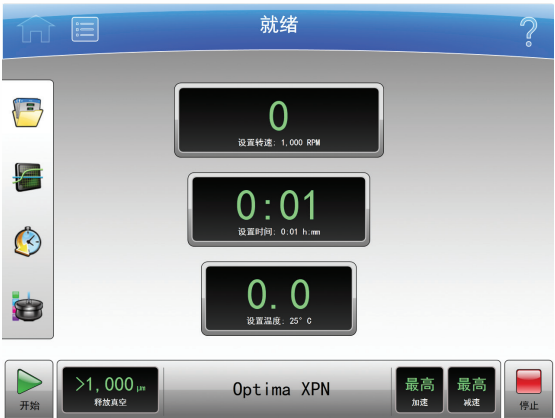 就绪
?
0
设置转速: 1,000 RPM
0:01
设置时间: 0:01 h:mm
0.0
设置温度: 25° C
开始
>1,000 μm
释放真空
Optima XPN
最高
加速
最高
减速
停止